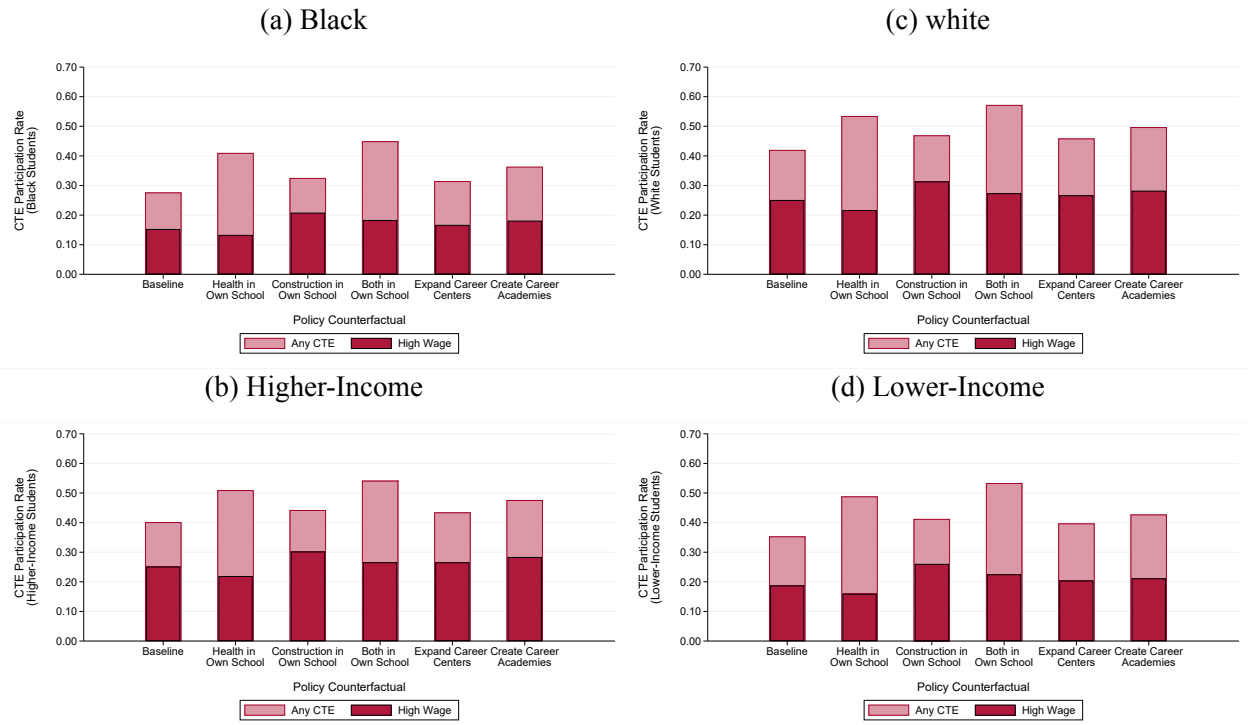 (a) Black
0.70
0.60
0.50
0.40
0.30
0.20
0.10
0.00
CTE Participation Rate
(Black Students)
Baseline
Health in
Own School
Construction in
Own School
Both in
Own School
Expand Career
Centers
Create Career
Academies
Policy Counterfactual
Any CTE
High Wage
(c) white
0.70
0.60
0.50
0.40
0.30
0.20
0.10
0.00
CTE Participation Rate
(White Students)
Baseline
Health in
Own School
Construction in
Own School
Both in
Own School
Expand Career
Centers
Create Career
Academies
Policy Counterfactual
Any CTE
High Wage
(b) Higher-Income
0.70
0.60
0.50
0.40
0.30
0.20
0.10
0.00
CTE Participation Rate
(Higher-Income Students)
Baseline
Health in
Own School
Construction in
Own School
Both in
Own School
Expand Career
Centers
Create Career
Academies
Policy Counterfactual
Any CTE
High Wage
(d) Lower-Income
0.70
0.60
0.50
0.40
0.30
0.20
0.10
0.00
CTE Participation Rate
(Lower-Income Students)
Baseline
Health in
Own School
Construction in
Own School
Both in
Own School
Expand Career
Centers
Create Career
Academies
Policy Counterfactual
Any CTE
High Wage